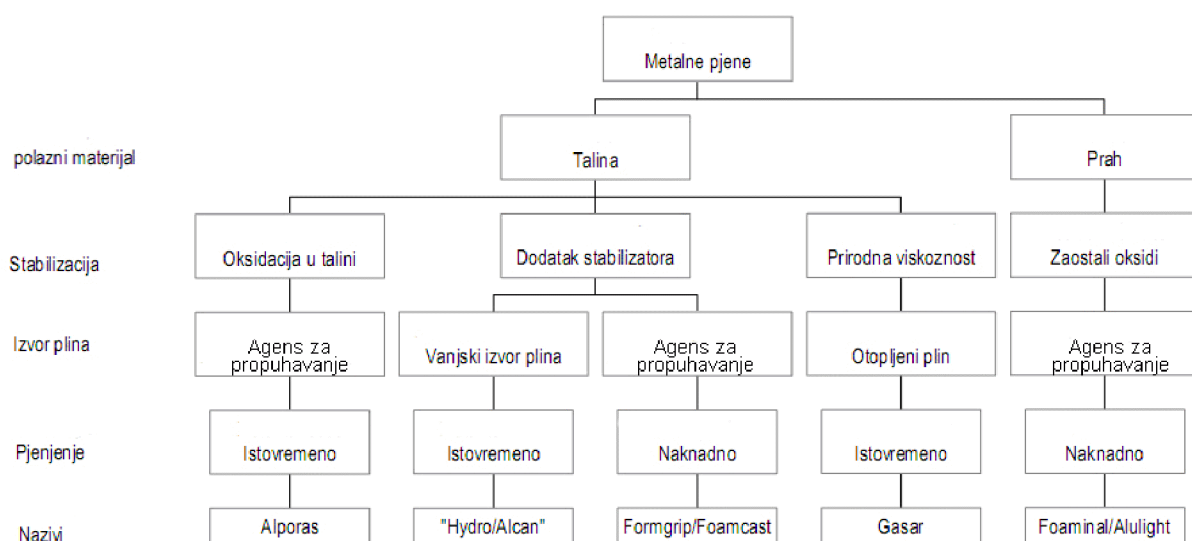 Metalne pjene
polazni materijal
Talina
Prah
Stabilizacija
Oksidacija u talini
Dodatak stabilizatora
Prirodna viskoznost
Zaostali oksidi
Izvor plina
Agens za
propuhavanje
Vanjski izvor plina
Agens za
propuhavanje
Otopljeni plin
Agens za
propuhavanje
Pjenjenje
Istovremeno
Istovremeno
Naknadno
Istovremeno
Naknadno
Nazivi
Alporas
"Hydro/Alcan"
Formgrip/Foamcast
Gasar
Foaminal/Alulight